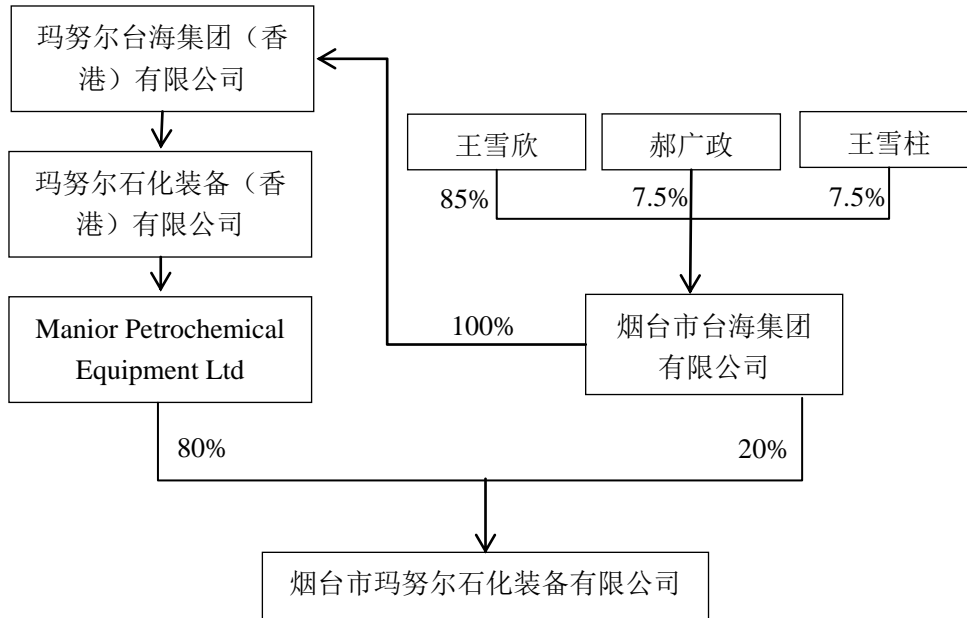 玛努尔台海集团（香
港）有限公司
王雪欣
郝广政
王雪柱
85%
7.5%
7.5%
玛努尔石化装备（香
港）有限公司
Manior Petrochemical
Equipment Ltd
100%
烟台市台海集团
有限公司
80%
20%
烟台市玛努尔石化装备有限公司